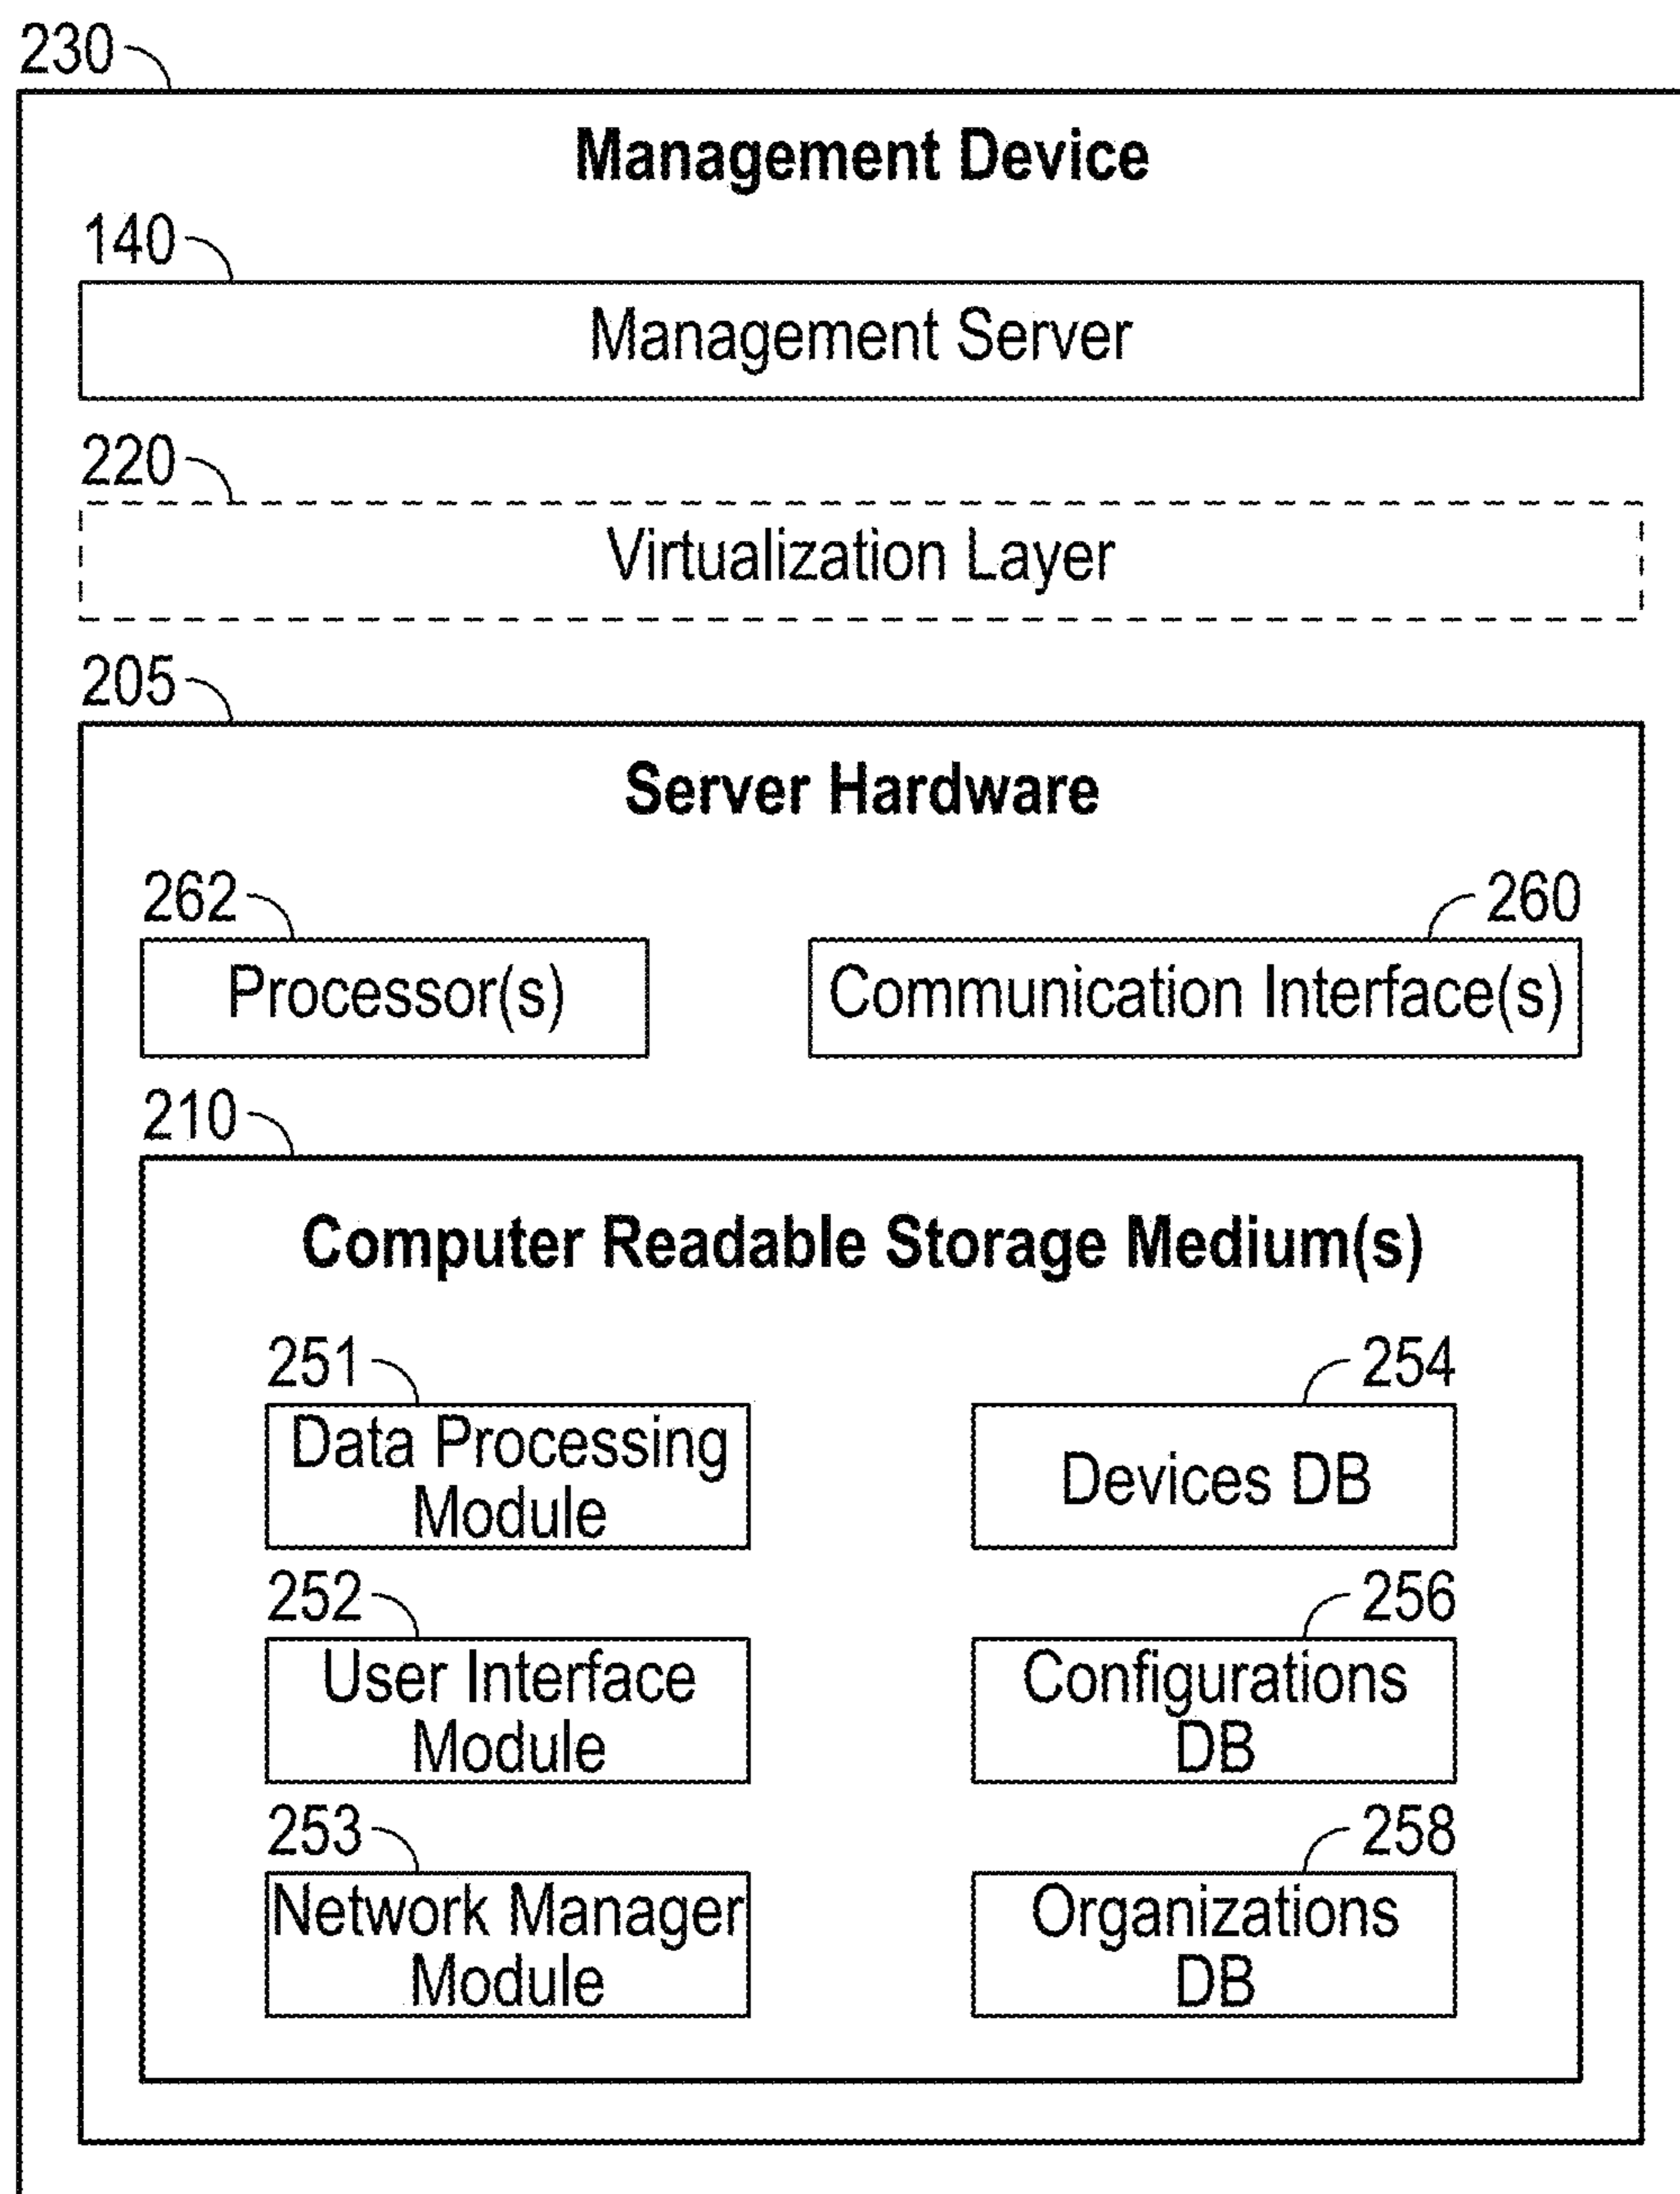 230
Management Device
140
Management Server
220
Virtualization Layer
205
Server Hardware
262
260
Processor(s)
Communication Interface(s)
210
Computer Readable Storage Medium(s)
251
254
Data Processing
Module
Devices DB
252
256
User Interface
Module
Configurations
DB
253
258
Network Manager
Module
Organizations
DB